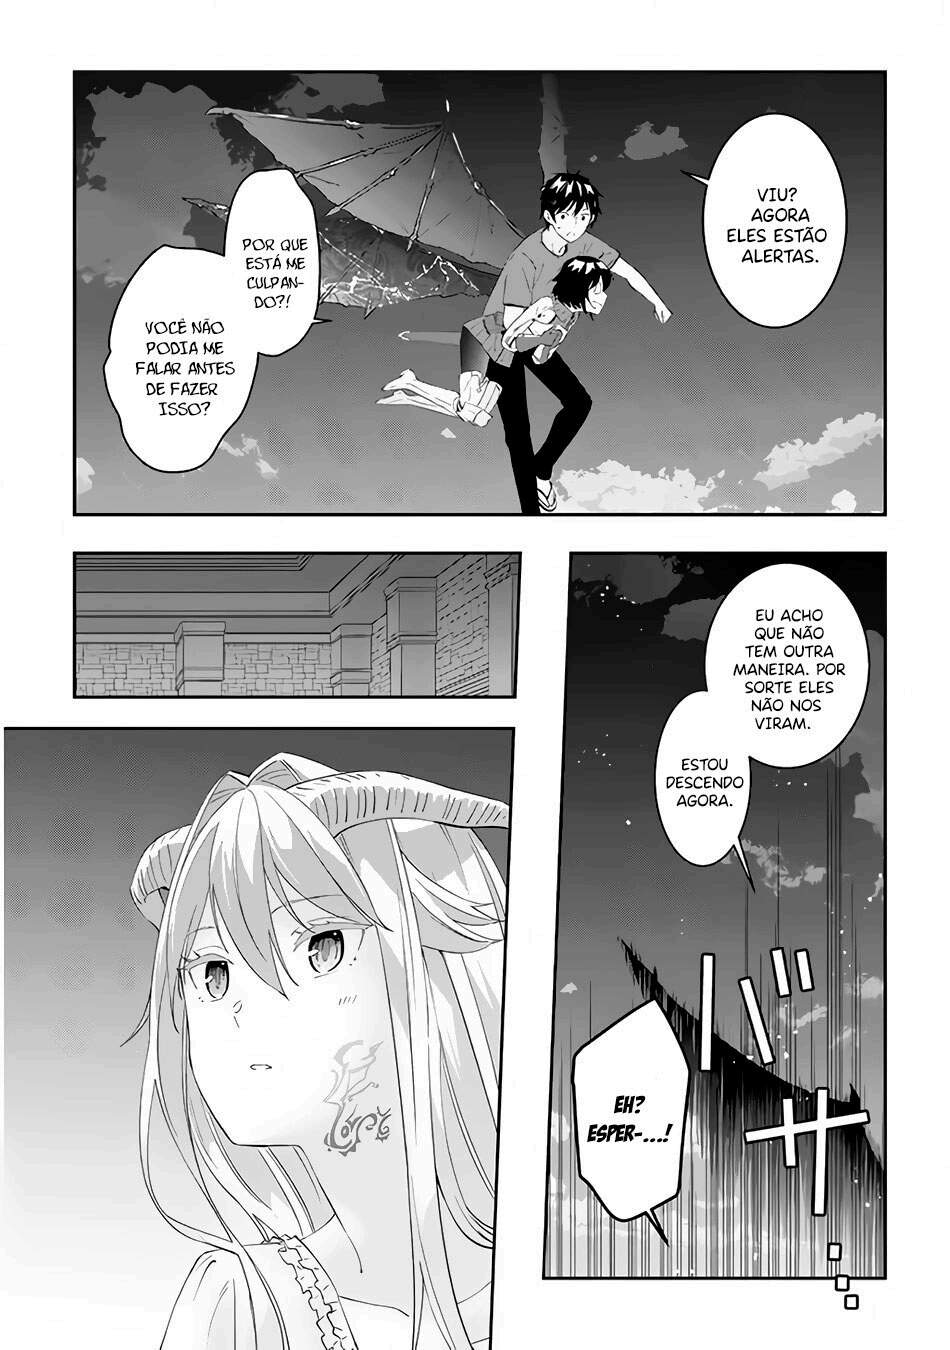 VIU?
AGORA
ELES ESTÃO
ALERTAS.
POR QUE
ESTÁ ME
CULPAN-
DO?!
VOCÊ NÃO
PODIA ME
FALAR ANTES
DE FAZER
ISSO?
EU ACHO
QUE NÃO
TEM OUTRA
MANEIRA. POR
SORTE ELES
NÃO NOS
VIRAM.
ESTOU
DESCENDO
AGORA.
EH?
ESPER-...!